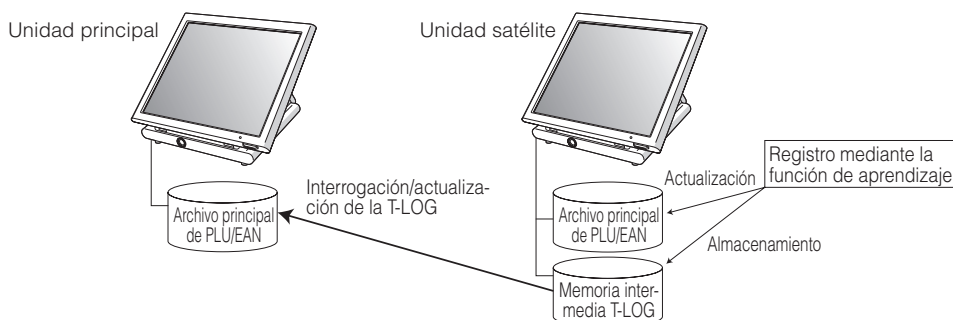 Unidad principal
Unidad satélite
Registro mediante la
función de aprendizaje
Actualización
Interrogación/actualiza-
ción de la T-LOG
Archivo principal
de PLU/EAN
Archivo principal
de PLU/EAN
Almacenamiento
Memoria inter-
media T-LOG